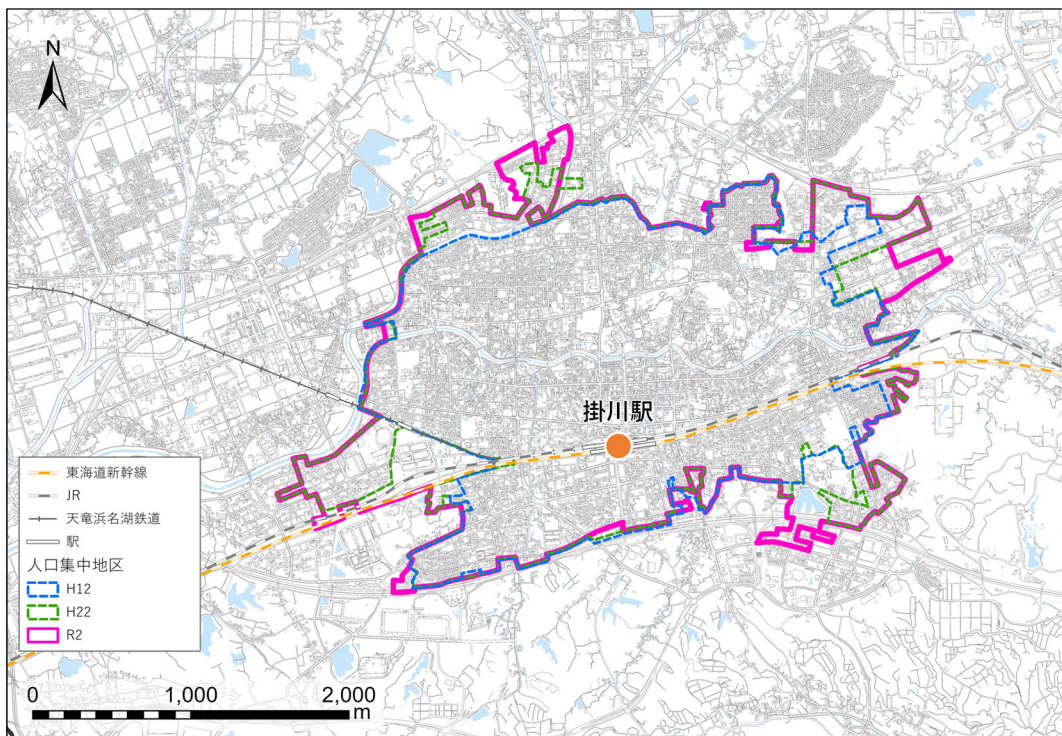 N
掛川駅
東海道新幹線
JR
天竜浜名湖鉄道
駅
人口集中地区
H12
H22
R2
0 1,000 2,000
m